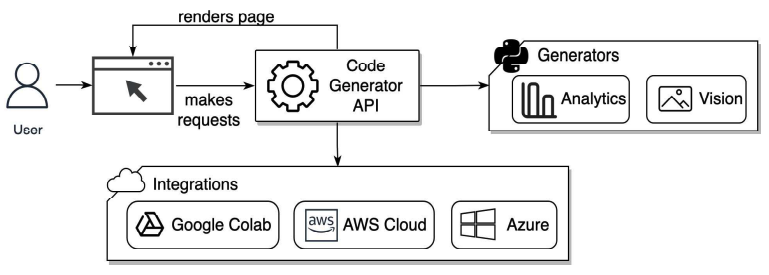 renders page
User
makes
requests
Code
Generator
API
Generators
Analytics
Vision
Integrations
Google Colab
aws
AWS Cloud
Azure